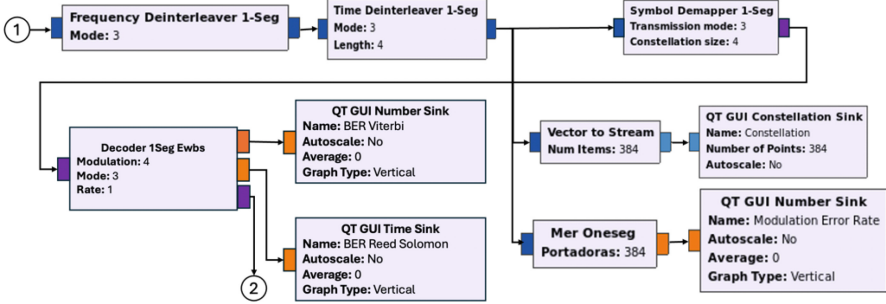 1
Frequency Deinterleaver 1-Seg
Mode: 3
Time Deinterleaver 1-Seg
Mode: 3
Length: 4
Symbol Demapper 1-Seg
Transmission mode: 3
Constellation size: 4
Decoder 1Seg Ewbs
Modulation: 4
Mode: 3
Rate: 1
QT GUI Number Sink
Name: BER Viterbi
Autoscale: No
Average: 0
Graph Type: Vertical
QT GUI Time Sink
Name: BER Reed Solomon
Autoscale: No
Average: 0
Graph Type: Vertical
2
Vector to Stream
Num Items: 384
QT GUI Constellation Sink
Name: Constellation
Number of Points: 384
Autoscale: No
Mer Oneseg
Portadoras: 384
QT GUI Number Sink
Name: Modulation Error Rate
Autoscale: No
Average: 0
Graph Type: Vertical